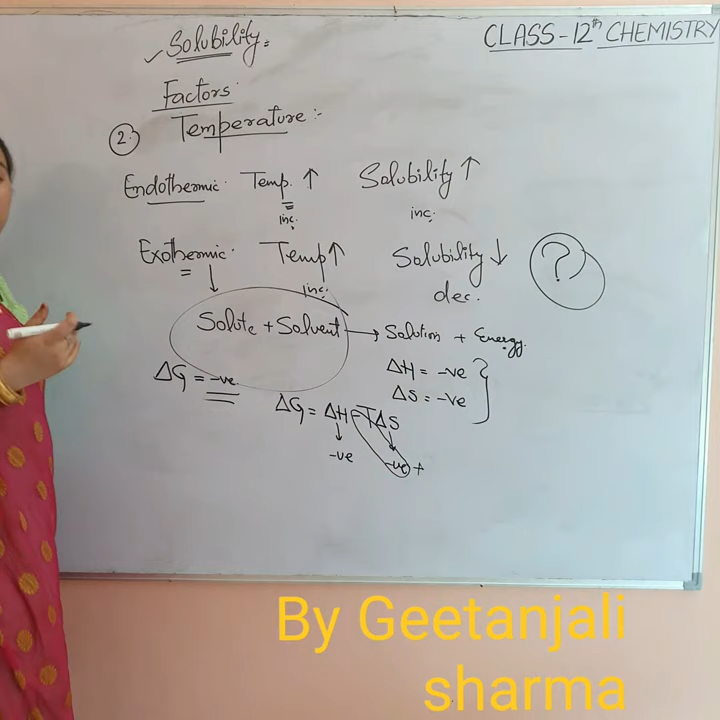 ✓ Solubility:
CLASS-12th CHEMISTRY
Factors
2. Temperature :-
Endothermic Temp. ↑ Solubility ↑
inc. inc.
Exothermic Temp ↑ Solubility ↓ ?
inc. dec.
Solute + Solvent → Solution + Energy.
ΔG = -ve
ΔH = -ve
ΔS = -ve
ΔG = ΔH - TΔS
-ve -ve +
By Geetanjali
sharma